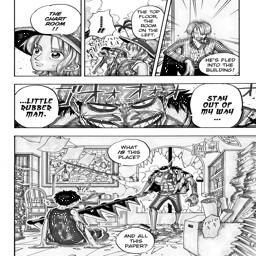 HE'S FLED
INTO THE
BUILDING!
THE TOP
FLOOR,
THE ROOM
ON THE
LEFT.
!!
THE
CHART
ROOM
!!
STAY
OUT OF
MY WAY
...
...LITTLE
RUBBER
MAN.
WHAT
IS THIS
PLACE?
AND ALL
THIS
PAPER?